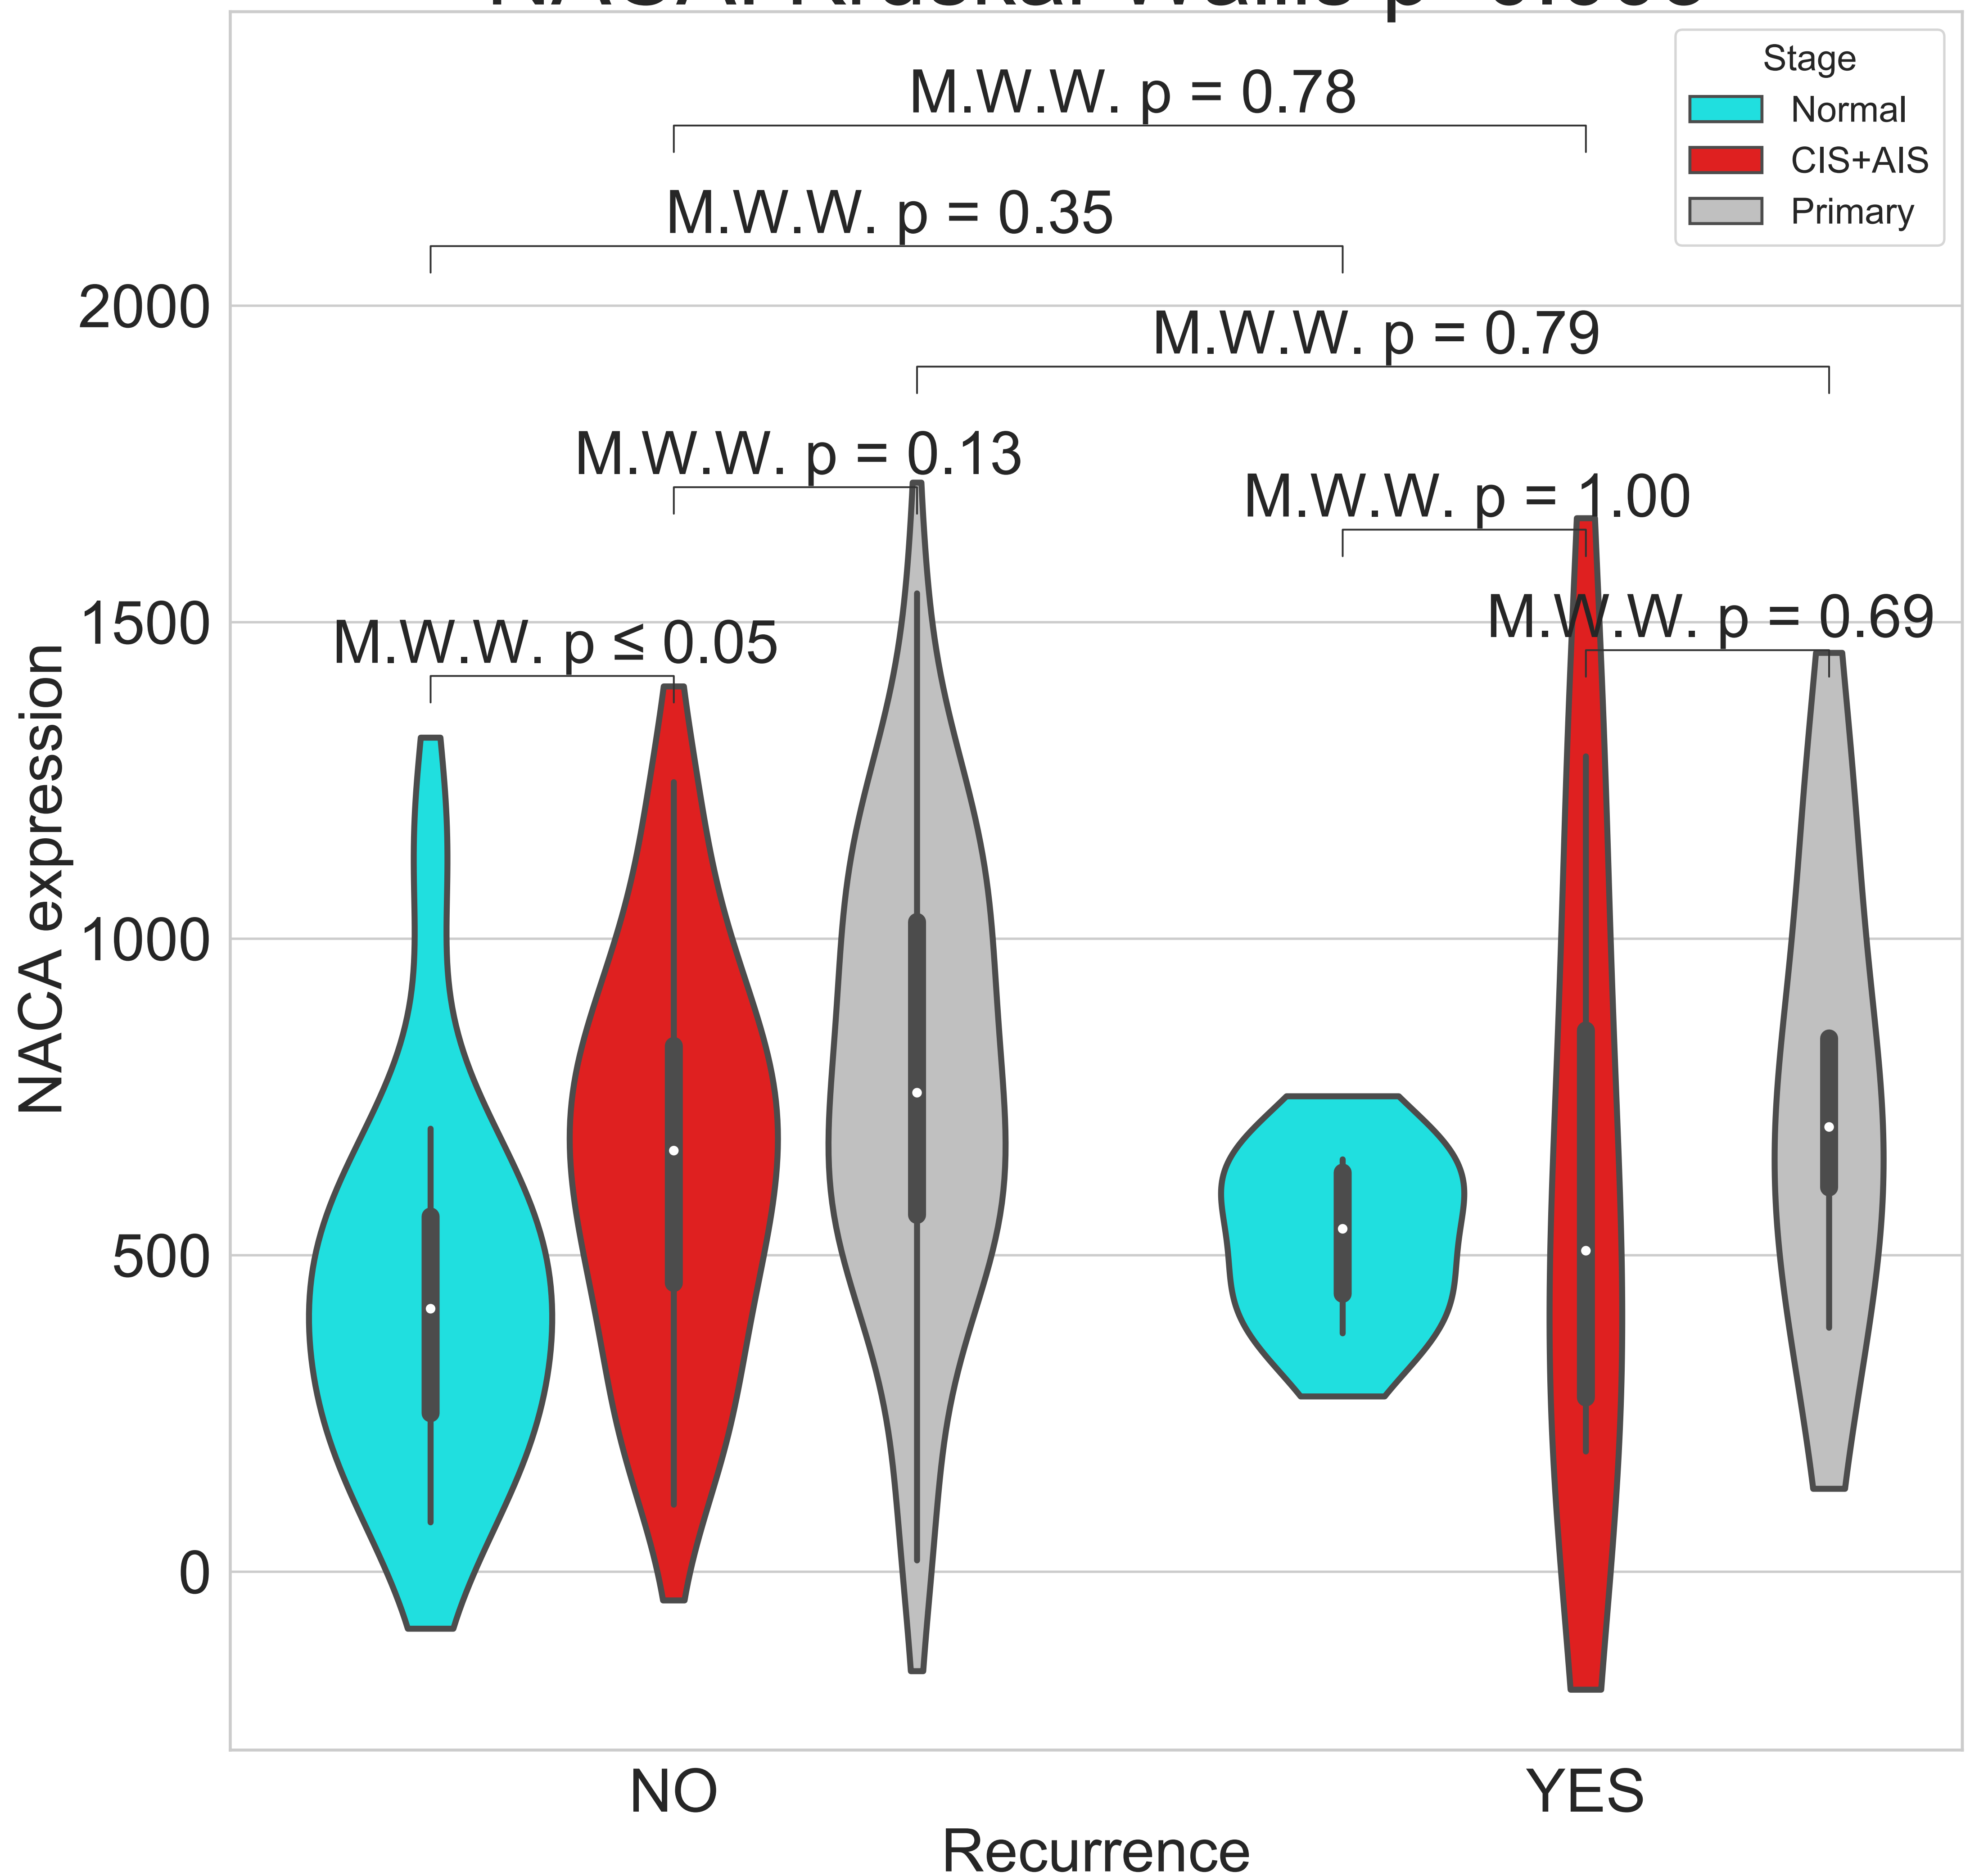 Stage
Normal
CIS+AIS
Primary
M.W.W. p = 0.78
M.W.W. p = 0.35
M.W.W. p = 0.79
M.W.W. p = 0.13
M.W.W. p = 1.00
M.W.W. p = 0.69
M.W.W. p ≤ 0.05
2000
1500
1000
500
0
NACA expression
NO
YES
Recurrence